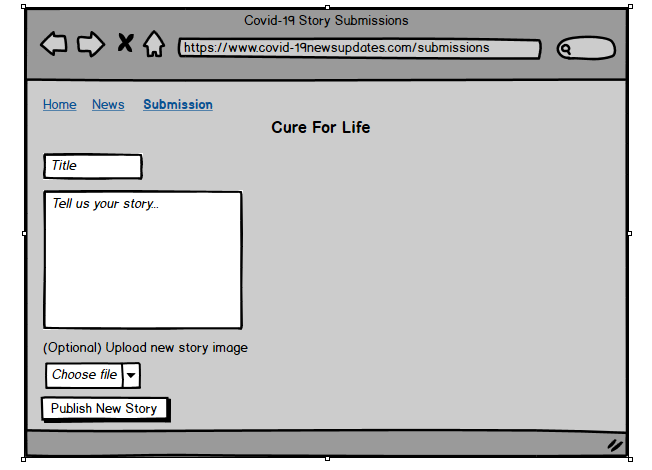 Covid-19 Story Submissions
https://www.covid-19newsupdates.com/submissions
Home News Submission
Cure For Life
Title
Tell us your story...
(Optional) Upload new story image
Choose file
Publish New Story